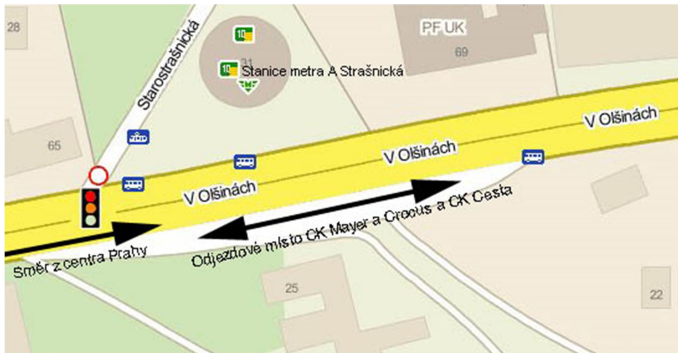 28
Starostrašnická
10
31
10
Stanice metra A Strašnická
PF UK
69
65
V Olšinách
V Olšinách
V Olšinách
Směr z centra Prahy
Odjezdové místo CK Mayer a Crocus a CK Cesta
25
22